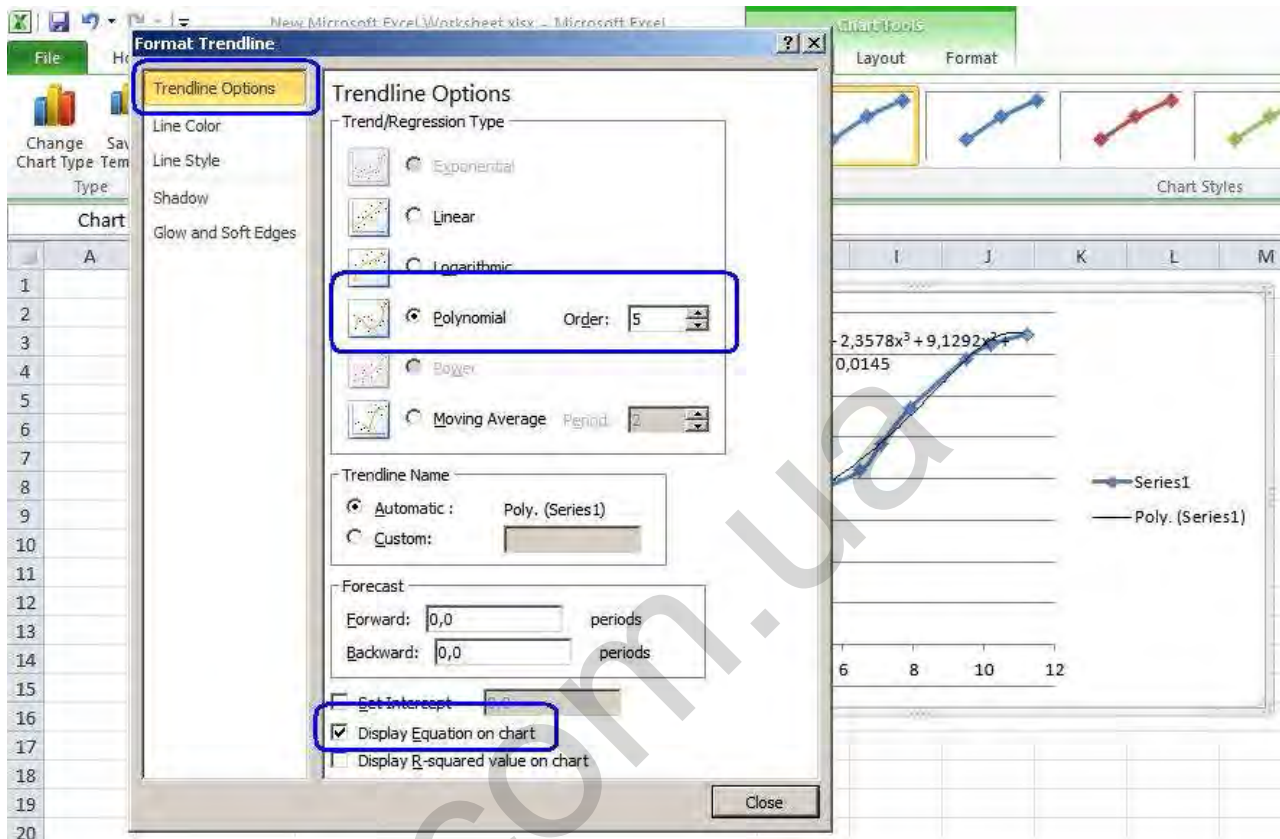 New Microsoft Excel Worksheet.xlsx - Microsoft Excel
Chart Tools
Format Trendline
File
Layout
Format
Change
Chart Type
Type
Chart Styles
Chart
Trendline Options
Line Color
Line Style
Shadow
Glow and Soft Edges
Trendline Options
Trend/Regression Type
Exponential
Linear
Logarithmic
Polynomial Order: 5
Power
Moving Average Period: 2
Trendline Name
Automatic : Poly. (Series1)
Custom:
Forecast
Forward: 0,0 periods
Backward: 0,0 periods
Set Intercept
Display Equation on chart
Display R-squared value on chart
Close
A I J K L M
1
2
3
4
5
6
7
8
9
10
11
12
13
14
15
16
17
18
19
20
2,3578x³ + 9,1292x² +
0,0145
Series1
Poly. (Series1)
6 8 10 12
com.ua